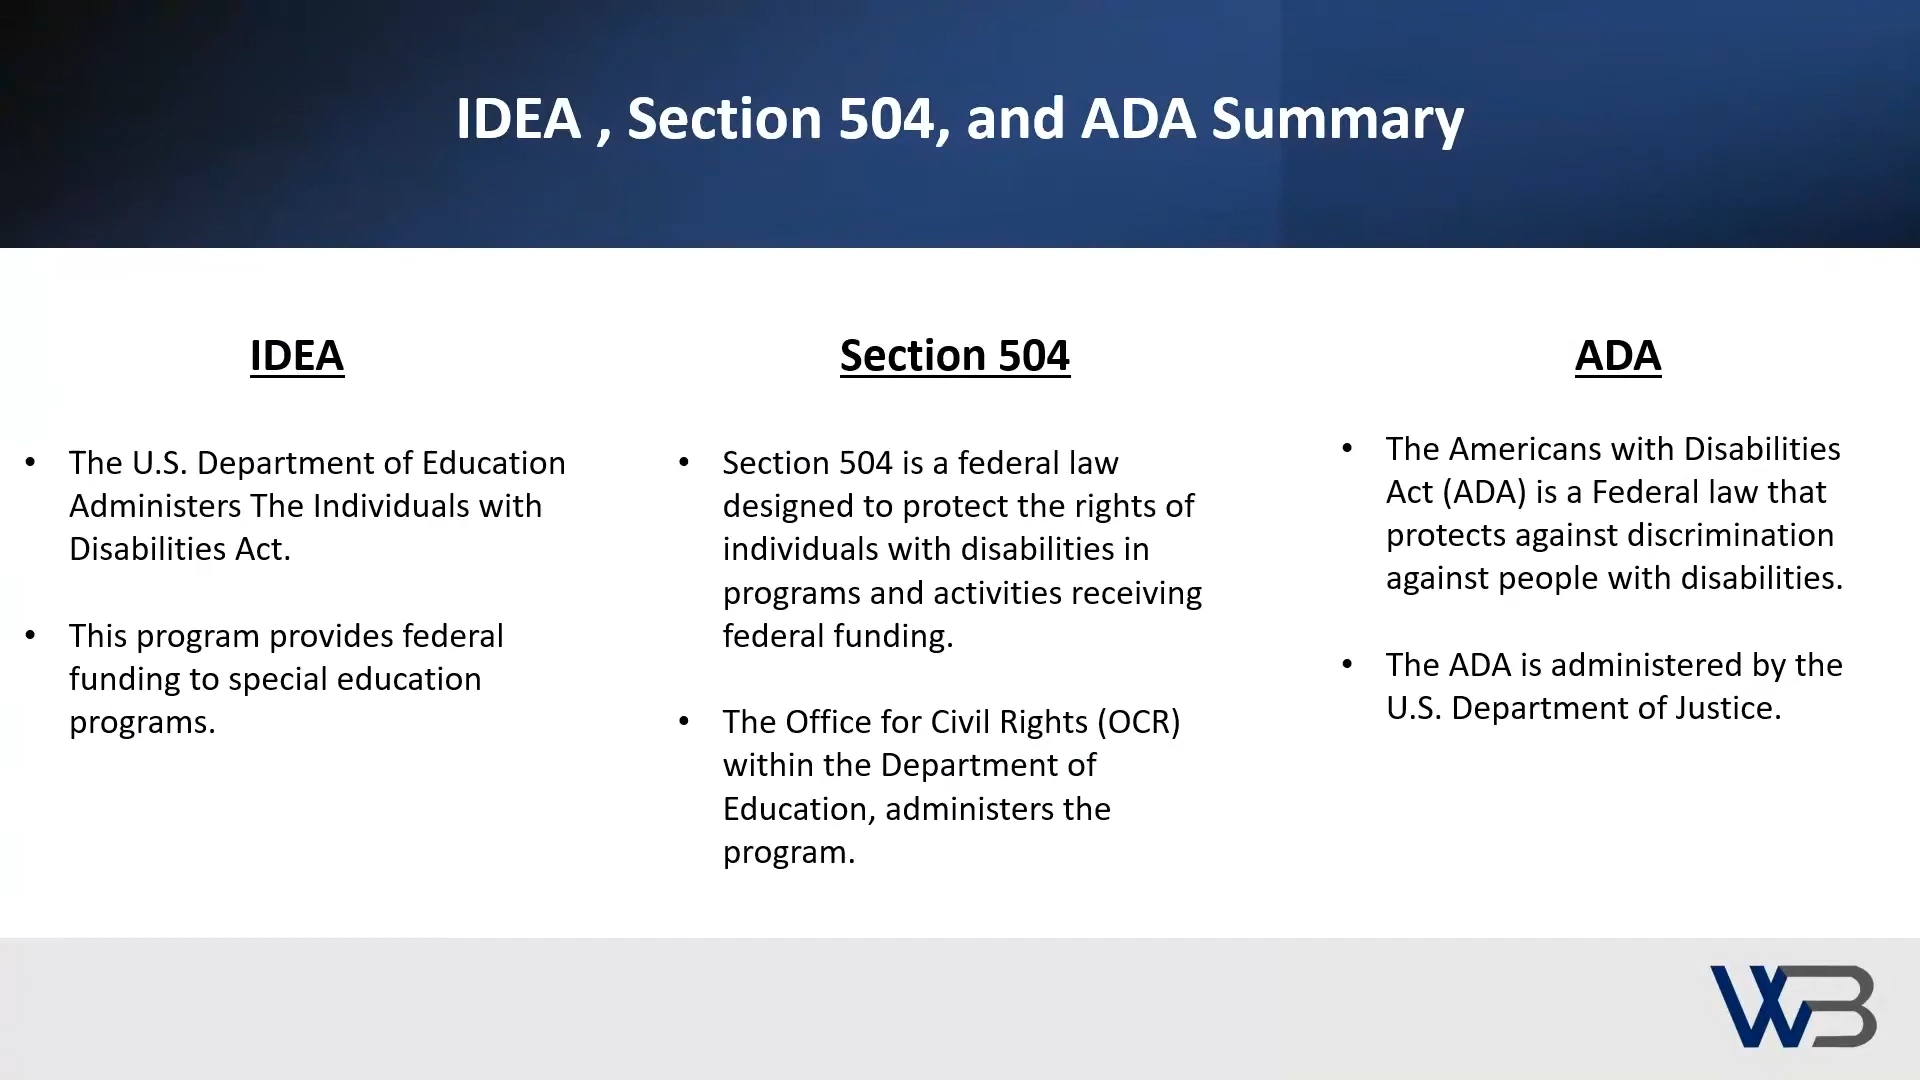 IDEA , Section 504, and ADA Summary
IDEA
• The U.S. Department of Education
Administers The Individuals with
Disabilities Act.
• This program provides federal
funding to special education
programs.
Section 504
• Section 504 is a federal law
designed to protect the rights of
individuals with disabilities in
programs and activities receiving
federal funding.
• The Office for Civil Rights (OCR)
within the Department of
Education, administers the
program.
ADA
• The Americans with Disabilities
Act (ADA) is a Federal law that
protects against discrimination
against people with disabilities.
• The ADA is administered by the
U.S. Department of Justice.
WB